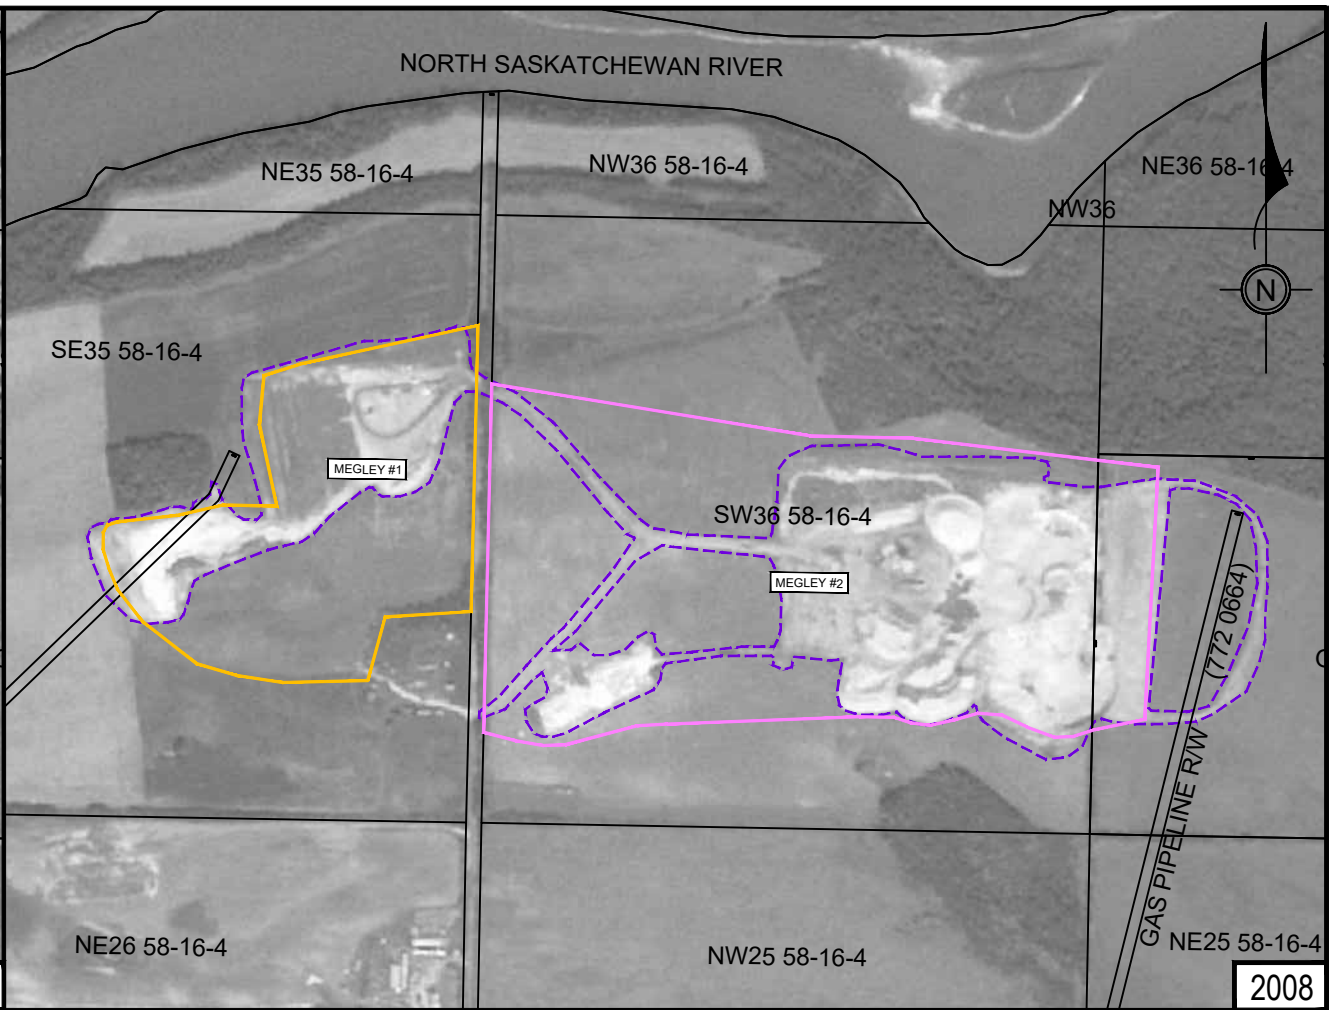 NORTH SASKATCHEWAN RIVER
NE35 58-16-4
NW36 58-16-4
NE36 58-16-4
NW36
N
SE35 58-16-4
MEGLEY #1
SW36 58-16-4
MEGLEY #2
GAS PIPELINE R/W (772 0664)
NE26 58-16-4
NW25 58-16-4
NE25 58-16-4
2008